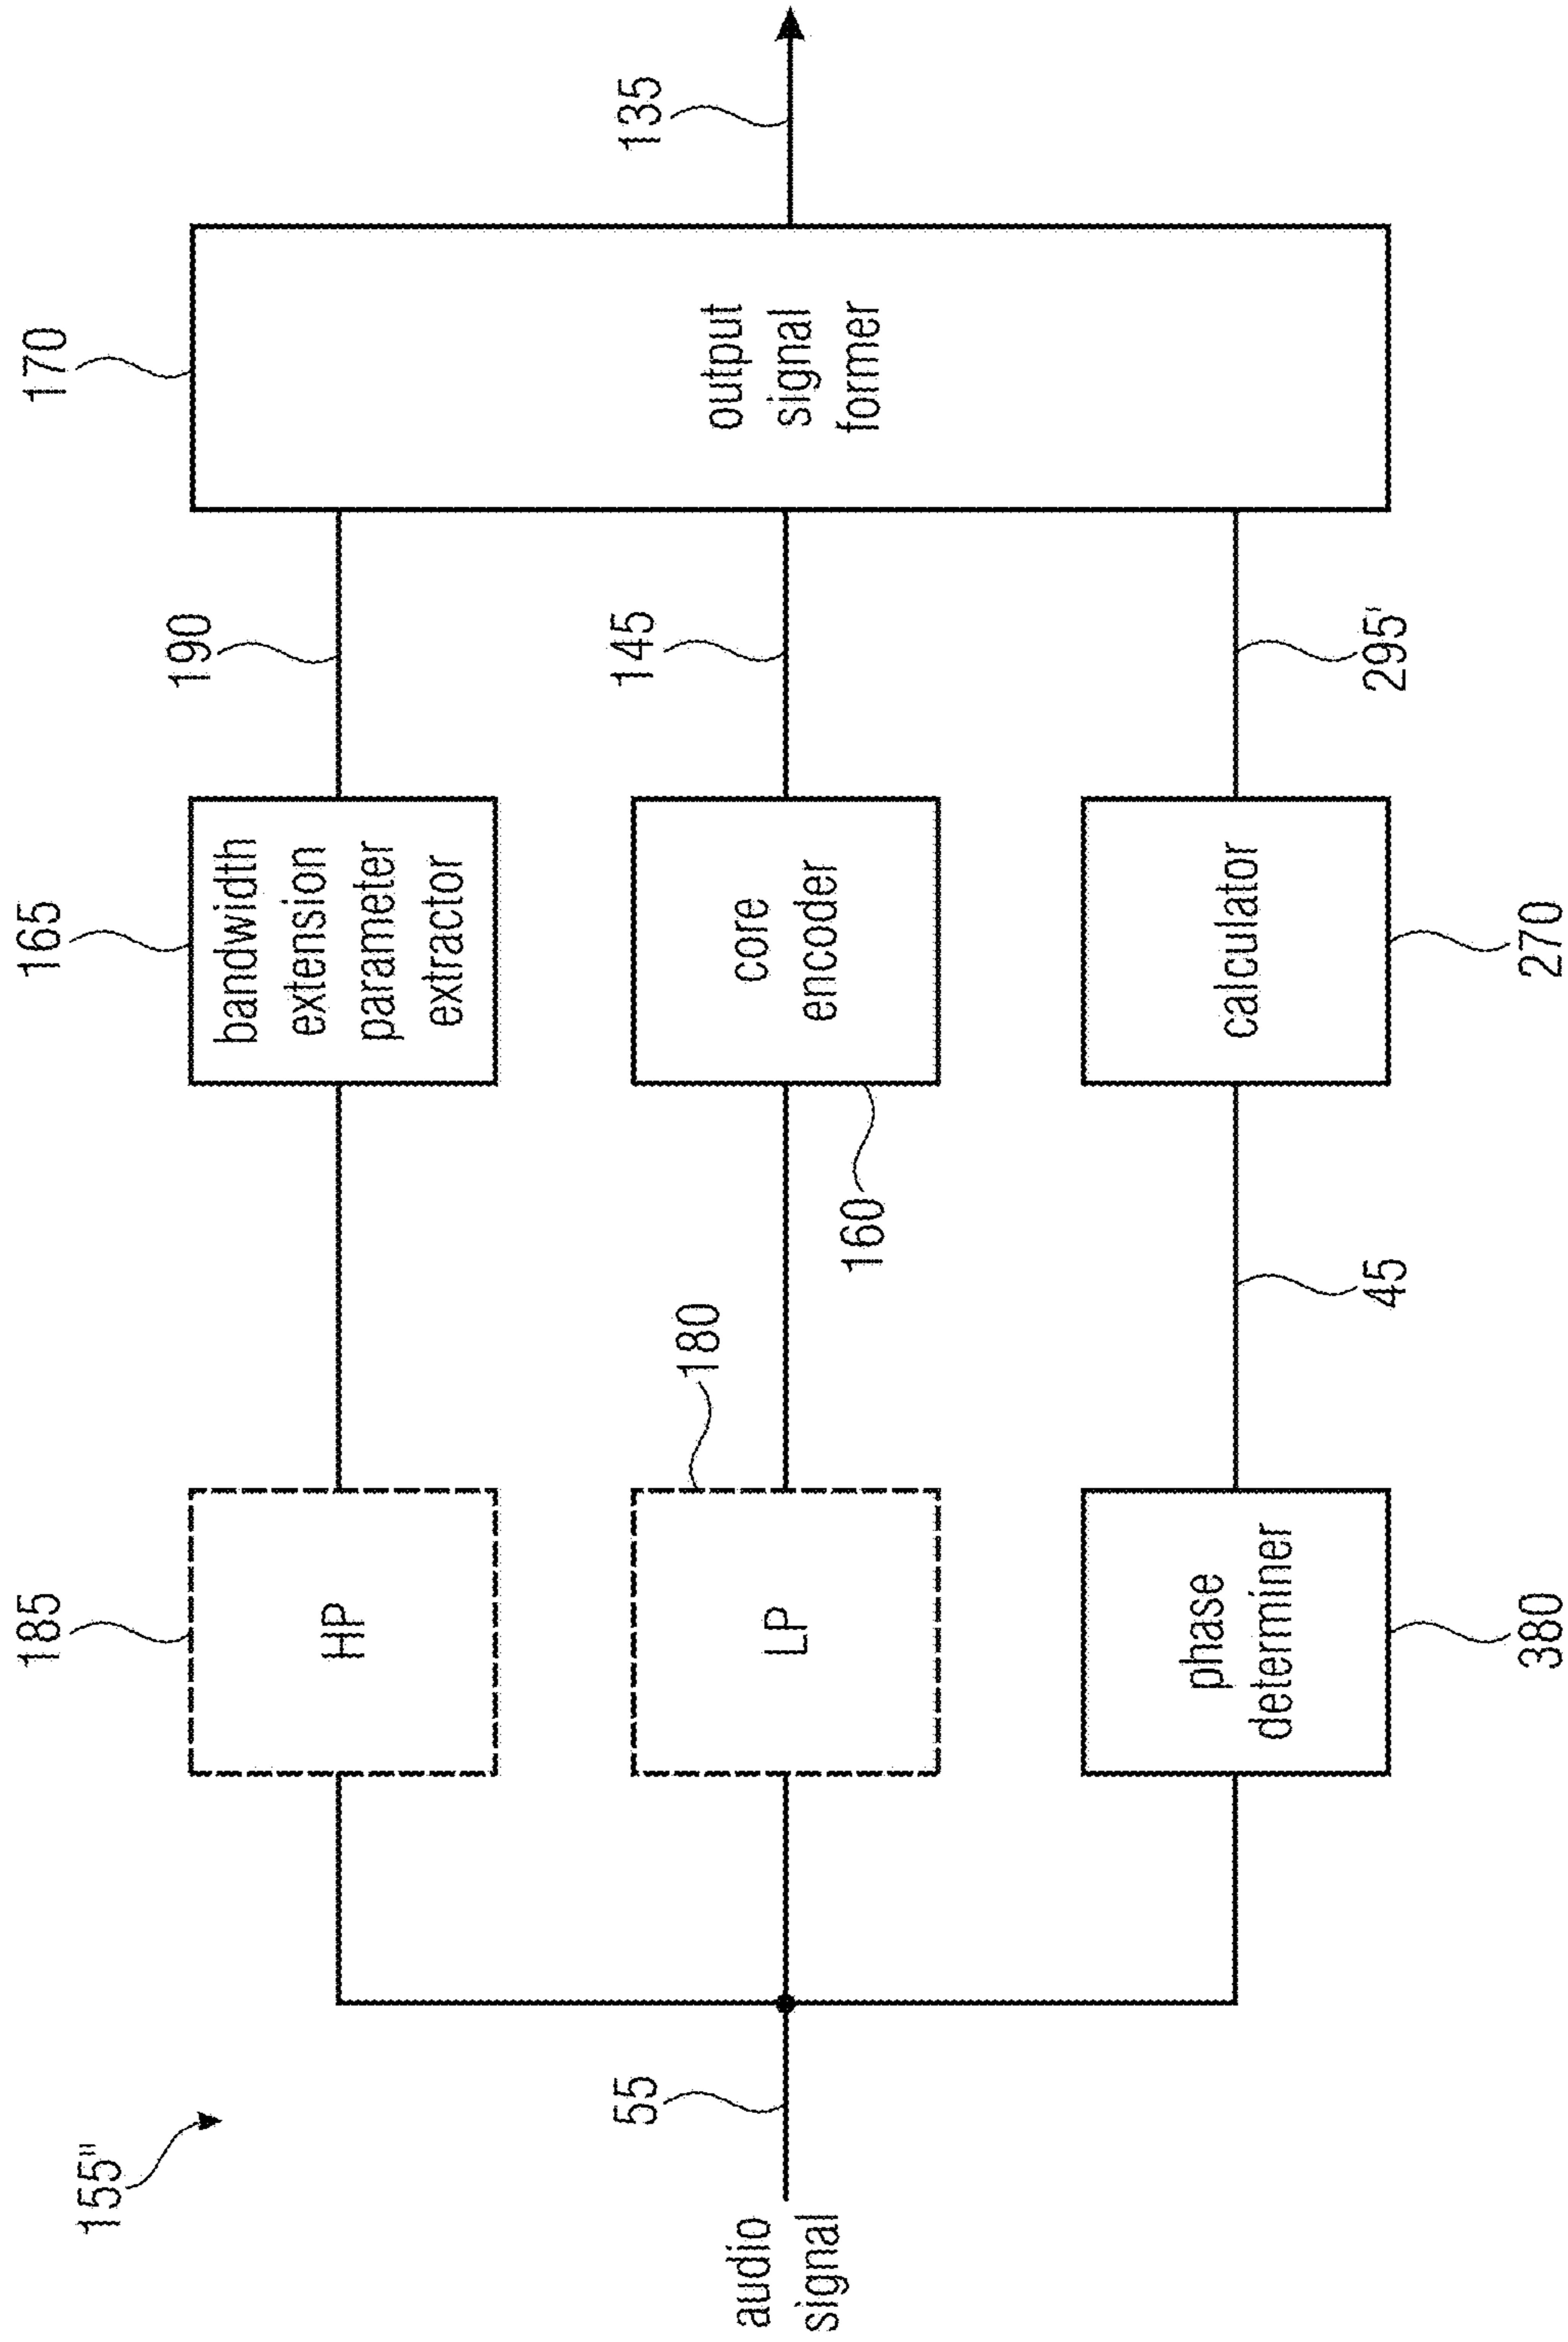 155"
audio
signal
55
185
HP
180
LP
phase
determiner
380
45
165
bandwidth
extension
parameter
extractor
160
core
encoder
calculator
270
190
145
295'
170
output
signal
former
135